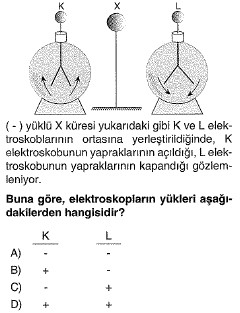 K X L
( - ) yüklü X küresi yukarıdaki gibi K ve L elek-
troskoblarının ortasına yerleştirildiğinde, K
elektroskobunun yapraklarının açıldığı, L elek-
troskobunun yapraklarının kapandığı gözlem-
leniyor.
Buna göre, elektroskopların yükleri aşağı-
dakilerden hangisidir?
K L
A) - -
B) + -
C) - +
D) + +